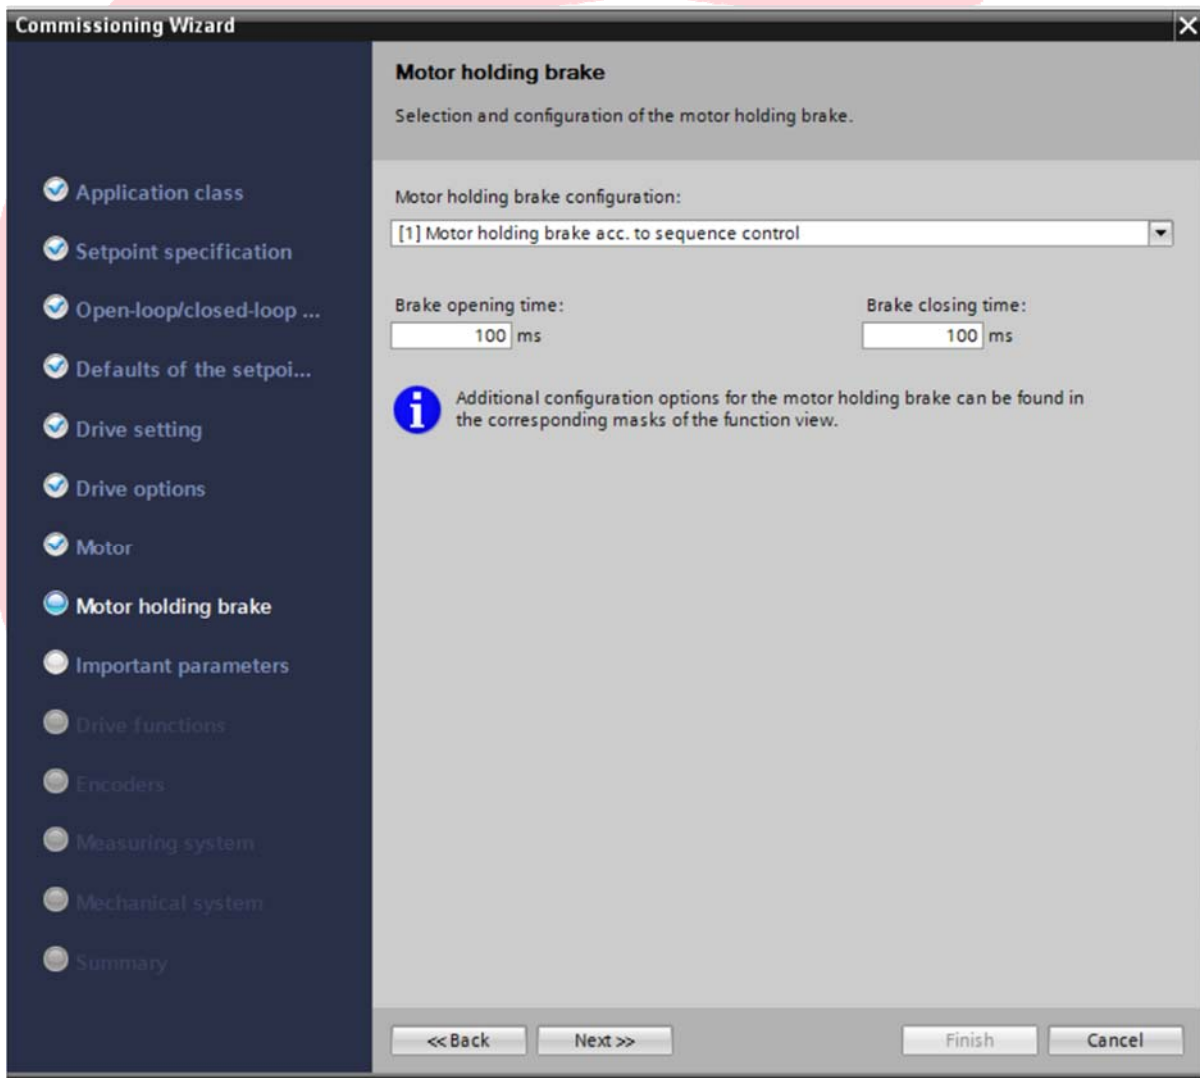 Commissioning Wizard
Motor holding brake
Selection and configuration of the motor holding brake.
Application class
Setpoint specification
Open-loop/closed-loop ...
Defaults of the setpoi...
Drive setting
Drive options
Motor
Motor holding brake
Important parameters
Drive functions
Encoders
Measuring system
Mechanical system
Summary
Motor holding brake configuration:
[1] Motor holding brake acc. to sequence control
Brake opening time:
100 ms
Brake closing time:
100 ms
i
Additional configuration options for the motor holding brake can be found in
the corresponding masks of the function view.
<< Back
Next >>
Finish
Cancel